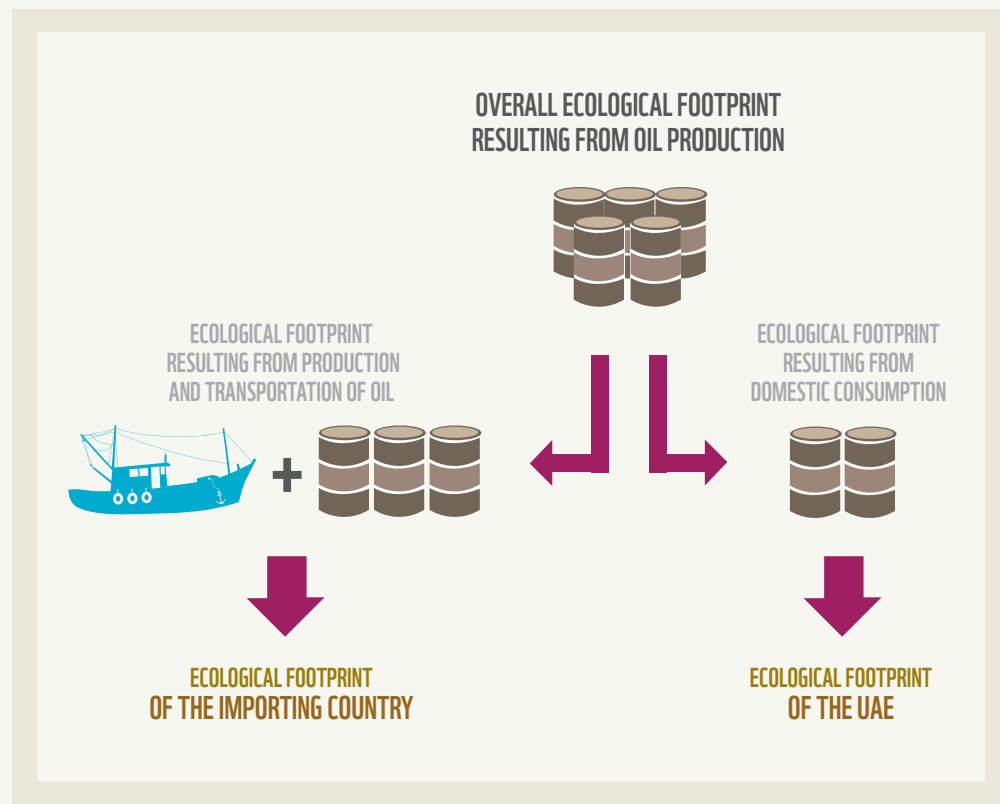 OVERALL ECOLOGICAL FOOTPRINT
RESULTING FROM OIL PRODUCTION
ECOLOGICAL FOOTPRINT
RESULTING FROM PRODUCTION
AND TRANSPORTATION OF OIL
ECOLOGICAL FOOTPRINT
RESULTING FROM
DOMESTIC CONSUMPTION
+
ECOLOGICAL FOOTPRINT
OF THE IMPORTING COUNTRY
ECOLOGICAL FOOTPRINT
OF THE UAE